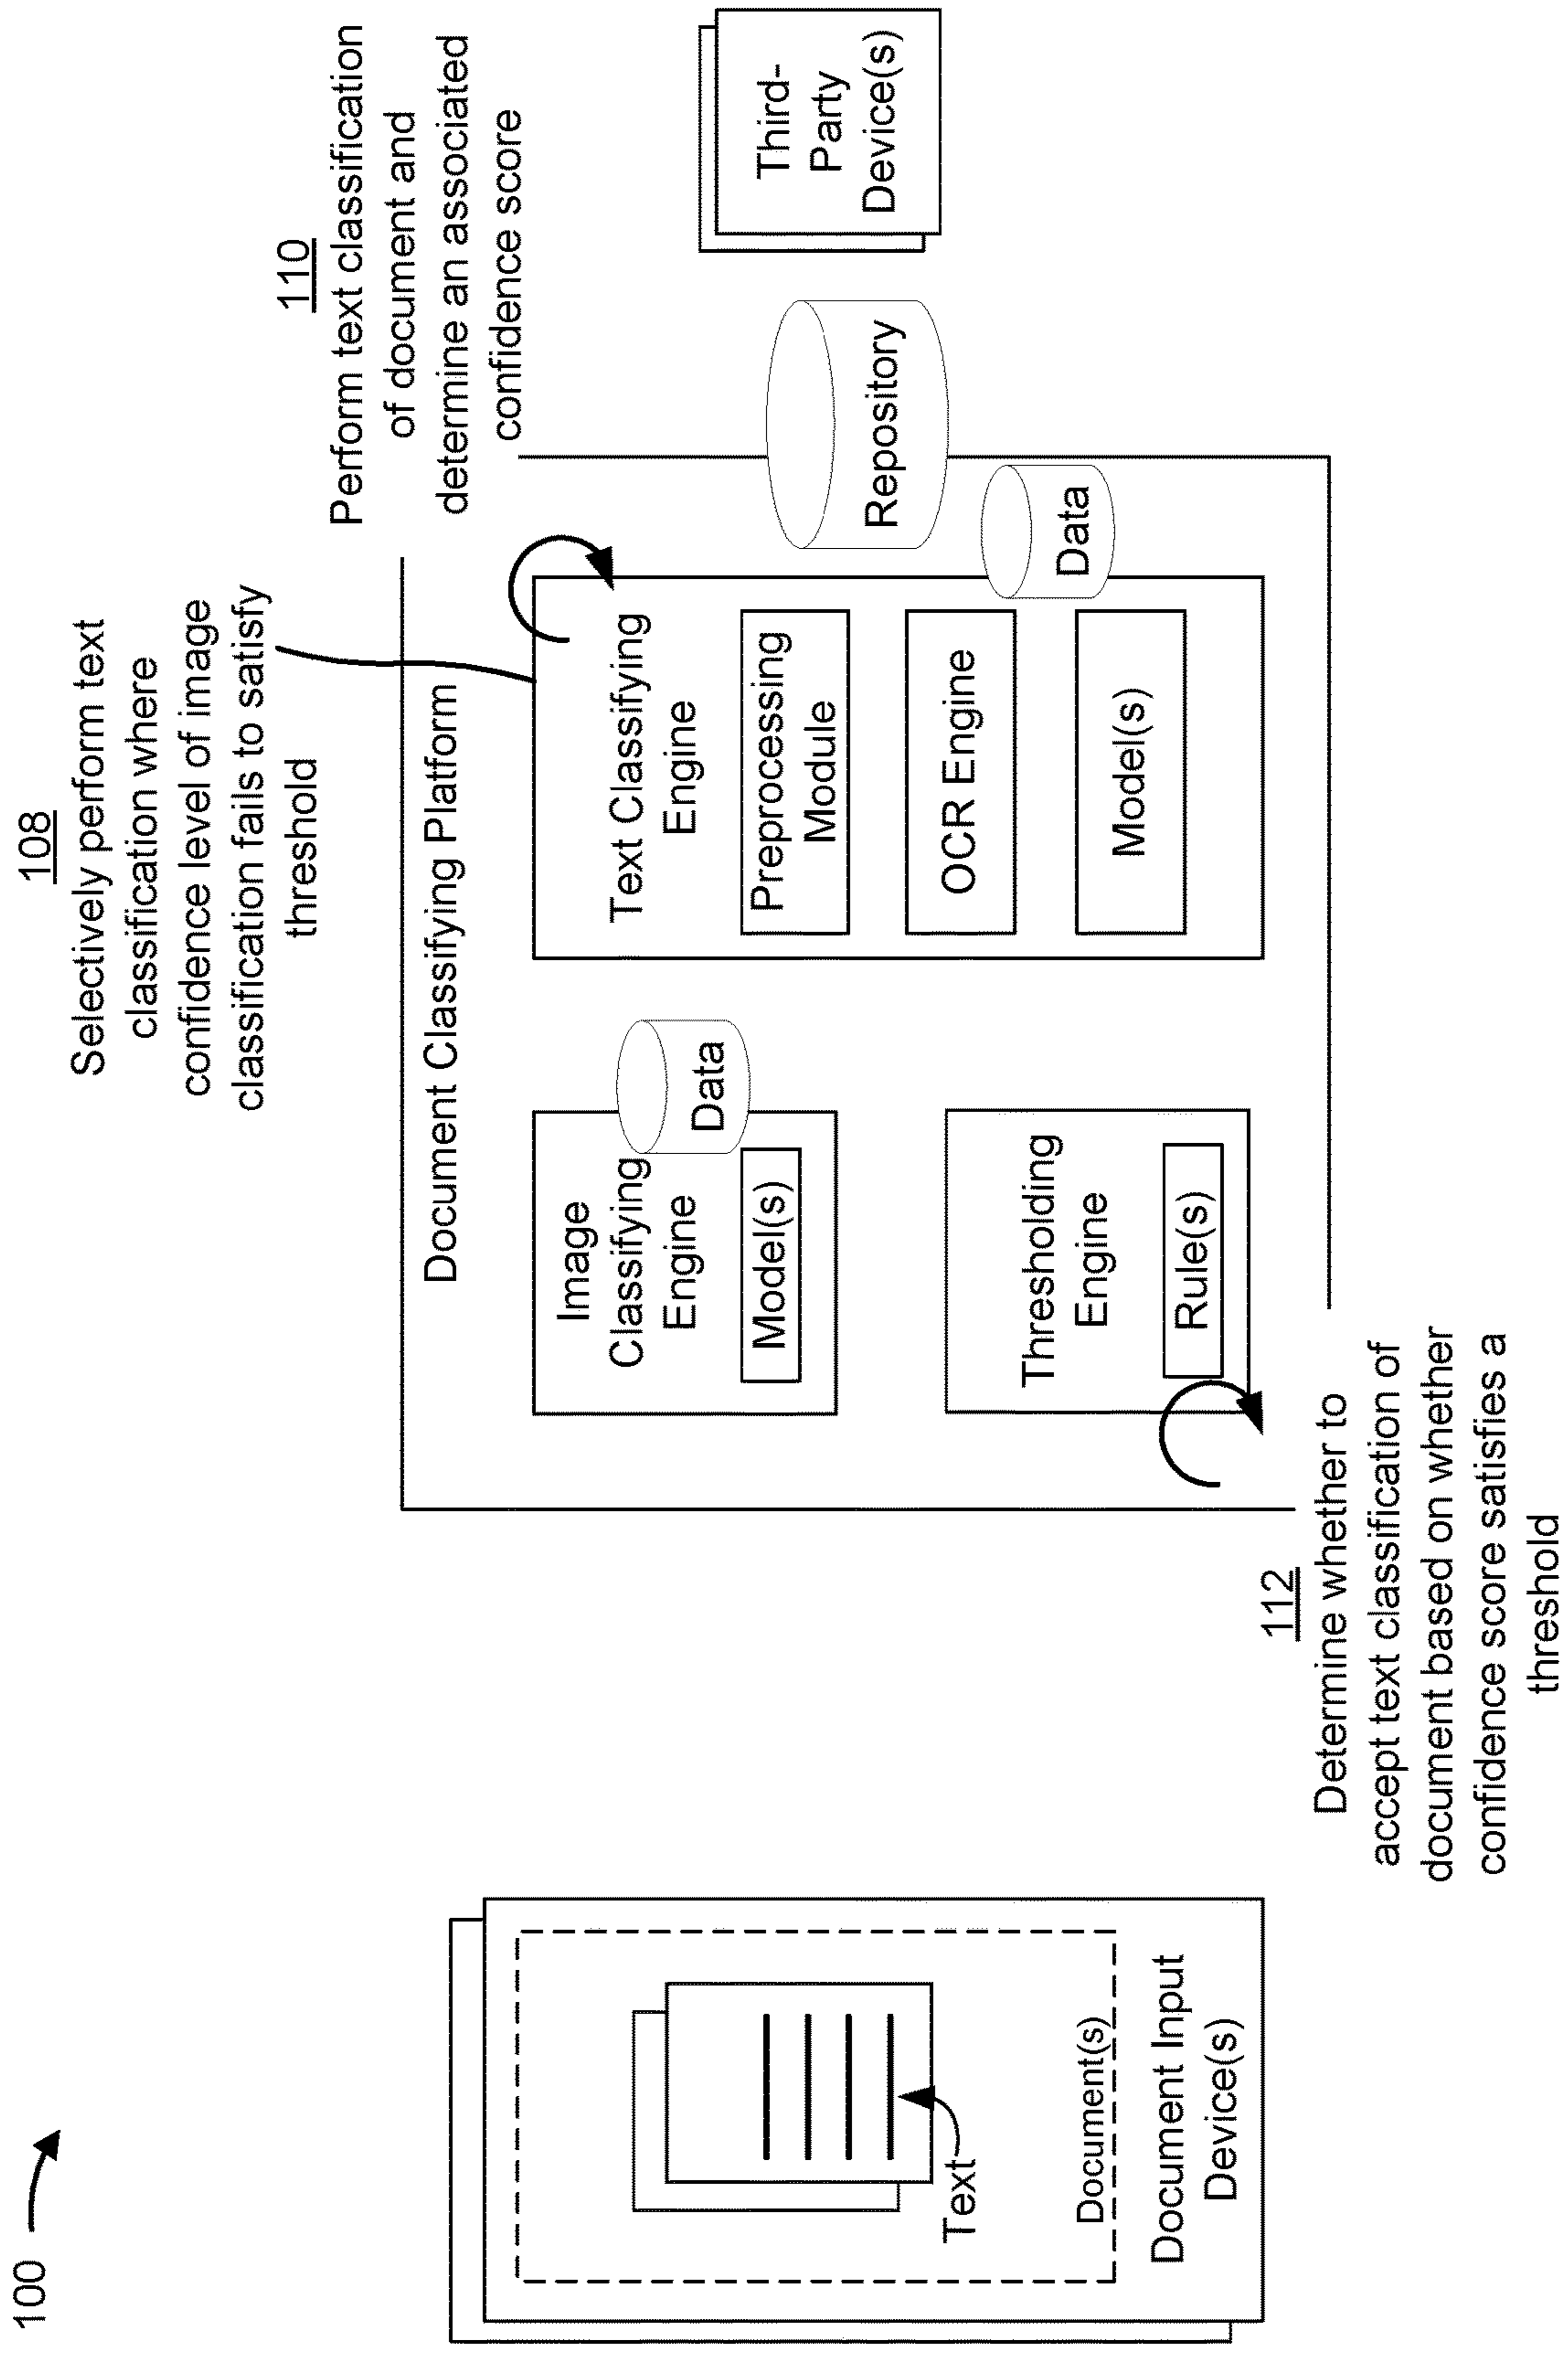 100
108
Selectively perform text
classification where
confidence level of image
classification fails to satisfy
threshold
110
Perform text classification
of document and
determine an associated
confidence score
Document Classifying Platform
Image
Classifying
Engine
Model(s)
Data
Text Classifying
Engine
Preprocessing
Module
OCR Engine
Model(s)
Data
Repository
Third-
Party
Device(s)
Thresholding
Engine
Rule(s)
Text
Document(s)
Document Input
Device(s)
112
Determine whether to
accept text classification of
document based on whether
confidence score satisfies a
threshold